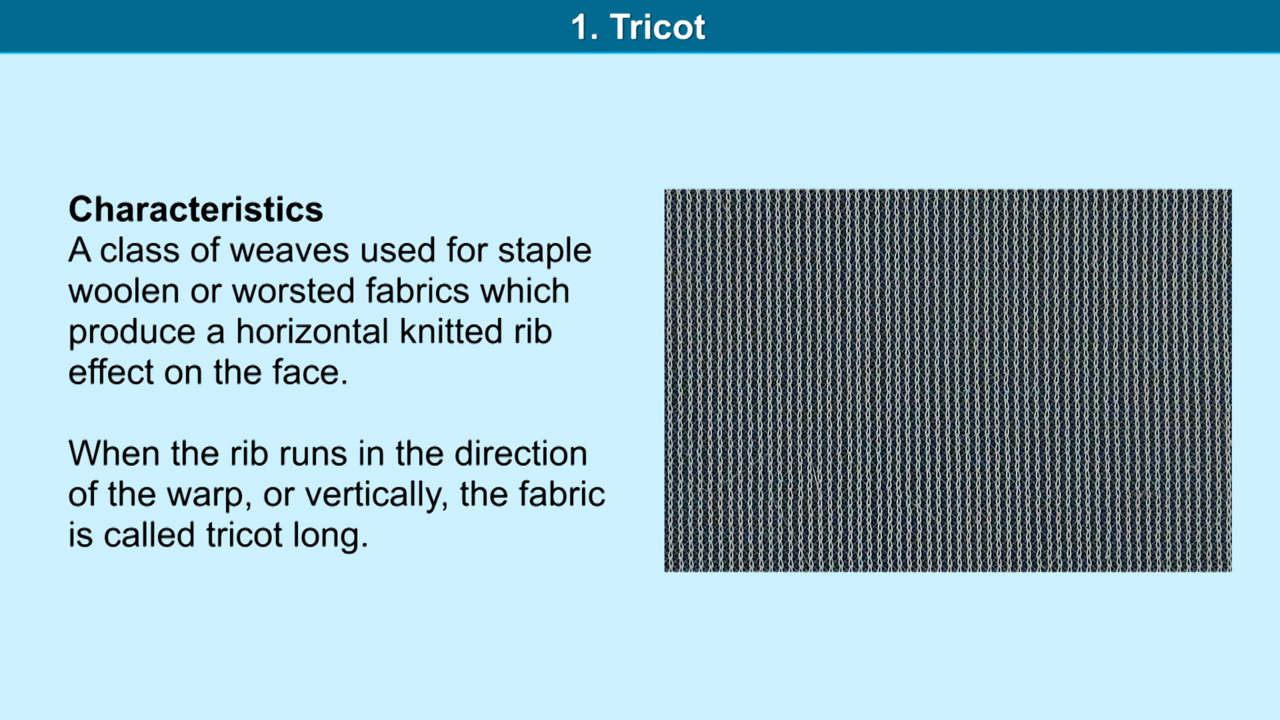 1. Tricot
Characteristics
A class of weaves used for staple
woolen or worsted fabrics which
produce a horizontal knitted rib
effect on the face.
When the rib runs in the direction
of the warp, or vertically, the fabric
is called tricot long.